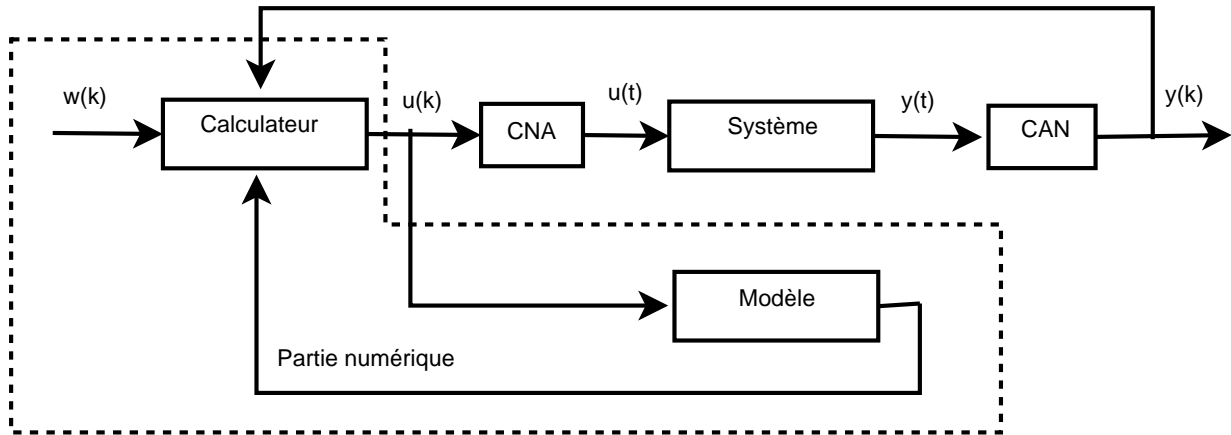 w(k)
Calculateur
u(k)
CNA
u(t)
Système
y(t)
CAN
y(k)
Modèle
Partie numérique